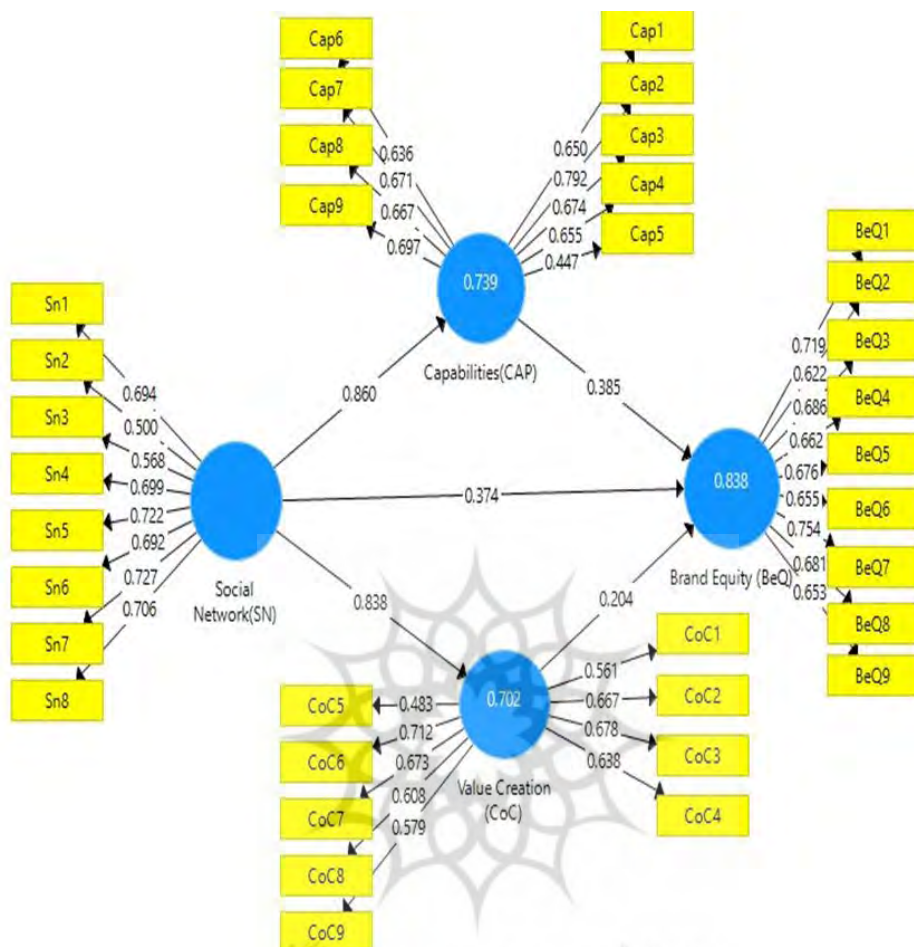 Cap6
Cap7
Cap8
Cap9
0.636
0.671
0.667
0.697
Cap1
Cap2
Cap3
Cap4
Cap5
0.650
0.792
0.674
0.655
0.447
0.739
Capabilities(CAP)
Sn1
Sn2
Sn3
Sn4
Sn5
Sn6
Sn7
Sn8
0.694
0.500
0.568
0.699
0.722
0.692
0.727
0.706
Social
Network(SN)
0.860
0.385
0.374
0.838
0.204
BeQ1
BeQ2
BeQ3
BeQ4
BeQ5
BeQ6
BeQ7
BeQ8
BeQ9
0.719
0.622
0.686
0.662
0.676
0.655
0.754
0.681
0.653
0.838
Brand Equity (BeQ)
CoC5
CoC6
CoC7
CoC8
CoC9
0.483
0.712
0.673
0.608
0.579
0.702
Value Creation
(CoC)
0.561
0.667
0.678
0.638
CoC1
CoC2
CoC3
CoC4